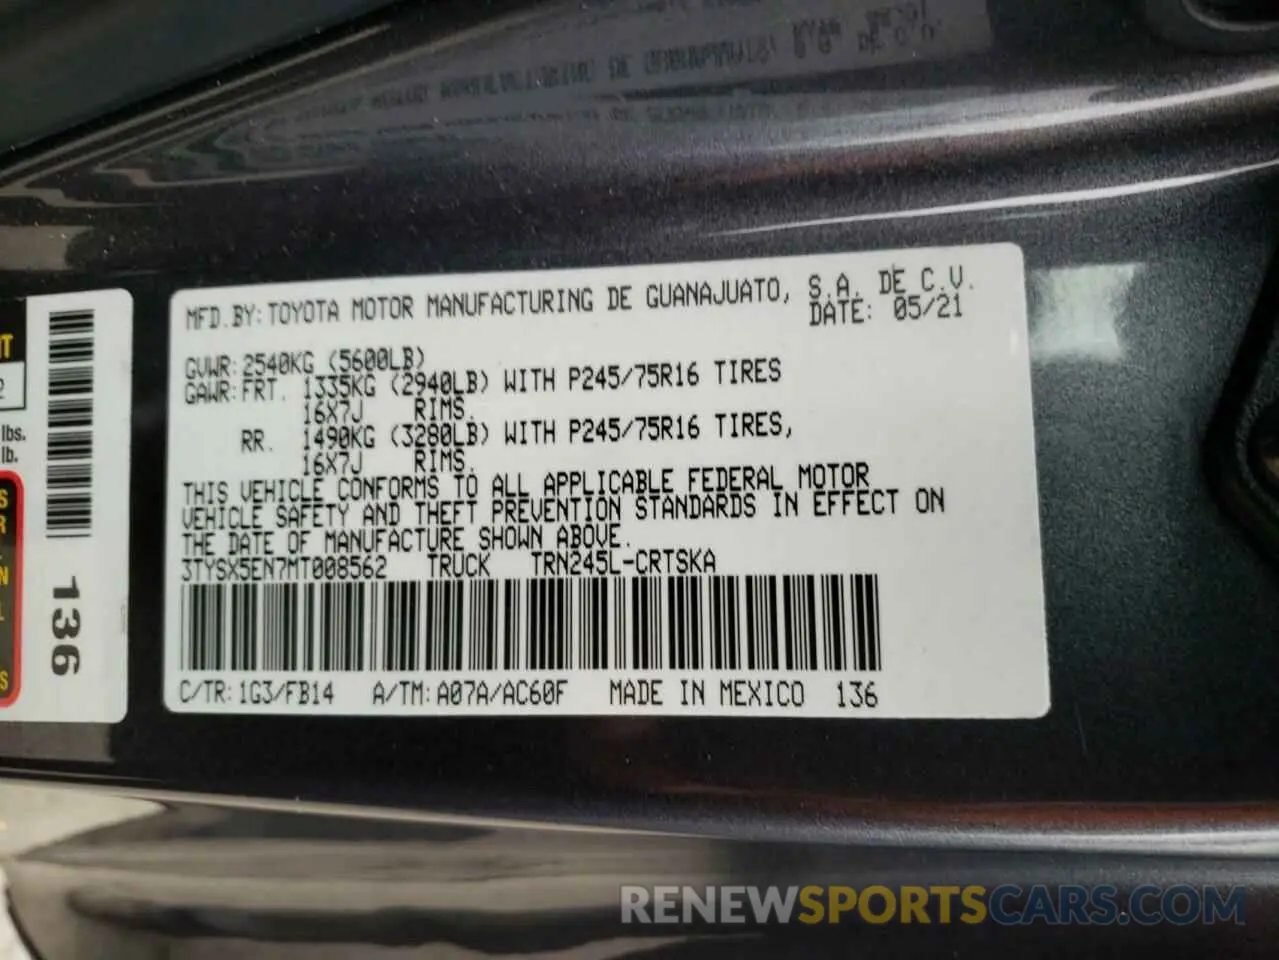 MFD.BY:TOYOTA MOTOR MANUFACTURING DE GUANAJUATO, S.A. DE C.V.
DATE: 05/21
GVWR:2540KG (5600LB)
GAWR:FRT. 1335KG (2940LB) WITH P245/75R16 TIRES
16X7J RIMS.
RR. 1490KG (3280LB) WITH P245/75R16 TIRES,
16X7J RIMS.
THIS VEHICLE CONFORMS TO ALL APPLICABLE FEDERAL MOTOR
VEHICLE SAFETY AND THEFT PREVENTION STANDARDS IN EFFECT ON
THE DATE OF MANUFACTURE SHOWN ABOVE.
3TYSX5EN7MT008562 TRUCK TRN245L-CRTSKA
C/TR:1G3/FB14 A/TM:A07A/AC60F MADE IN MEXICO 136
lbs.
lb.
136
RENEWSPORTSCARS.COM